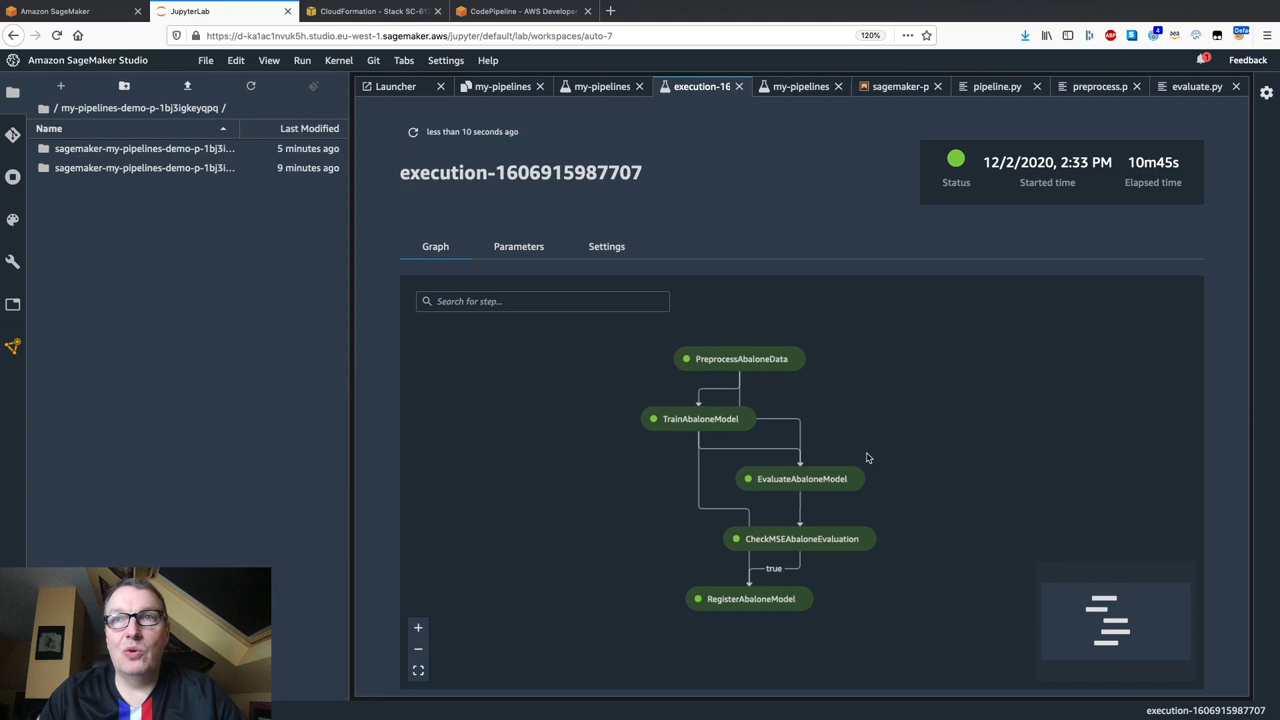 Amazon SageMaker
JupyterLab
CloudFormation - Stack SC-61
CodePipeline - AWS Developer
https://d-ka1ac1nvuk5h.studio.eu-west-1.sagemaker.aws/jupyter/default/lab/workspaces/auto-7
120%
ABP
4
Defa
Amazon SageMaker Studio
File
Edit
View
Run
Kernel
Git
Tabs
Settings
Help
1
Feedback
Launcher
my-pipelines
my-pipelines
execution-16
my-pipelines
sagemaker-p
pipeline.py
preprocess.p
evaluate.py
/ my-pipelines-demo-p-1bj3igkeyqpq /
Name
Last Modified
sagemaker-my-pipelines-demo-p-1bj3i...
5 minutes ago
sagemaker-my-pipelines-demo-p-1bj3i...
9 minutes ago
less than 10 seconds ago
execution-1606915987707
12/2/2020, 2:33 PM
10m45s
Status
Started time
Elapsed time
Graph
Parameters
Settings
Search for step...
PreprocessAbaloneData
TrainAbaloneModel
EvaluateAbaloneModel
CheckMSEAbaloneEvaluation
true
RegisterAbaloneModel
execution-1606915987707